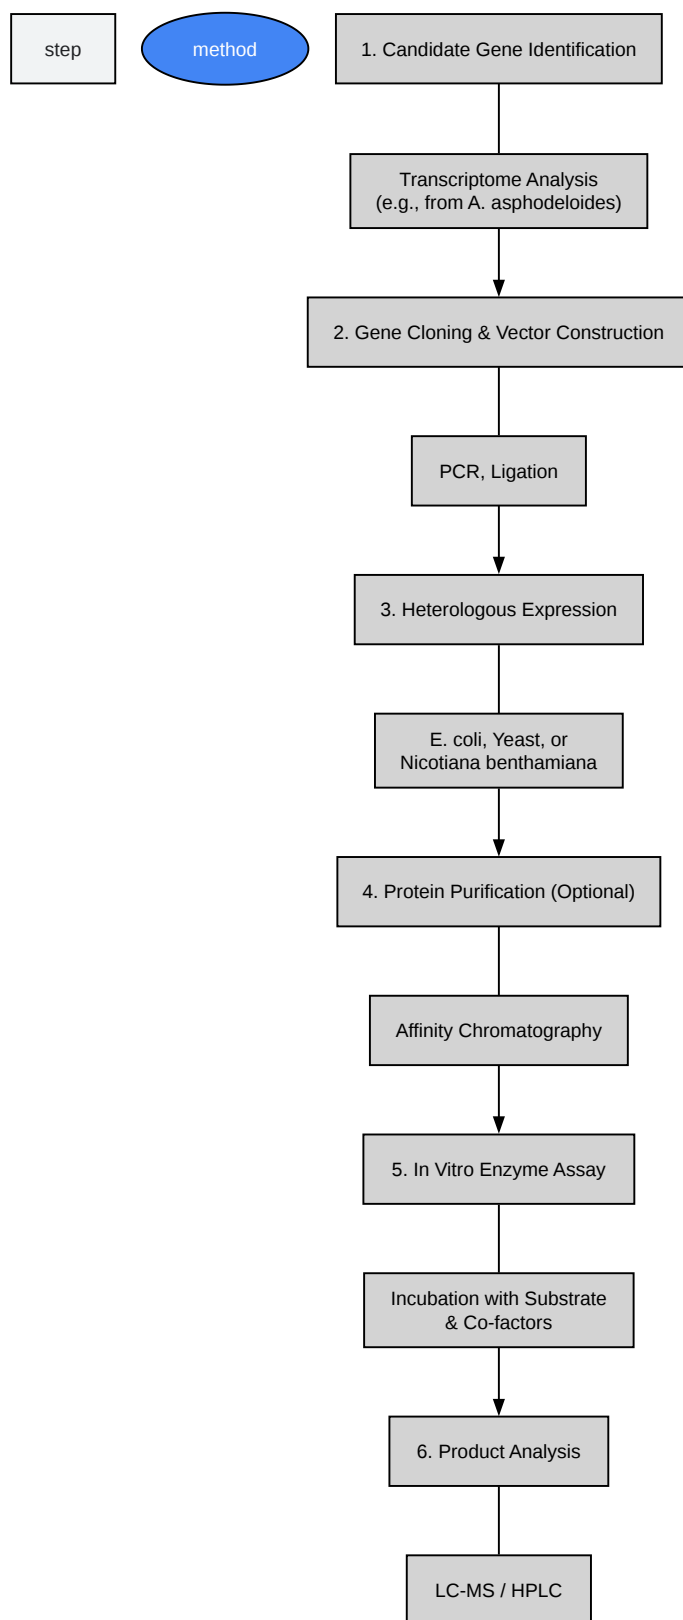 step
method
1. Candidate Gene Identification
Transcriptome Analysis
(e.g., from A. asphodeloides)
2. Gene Cloning & Vector Construction
PCR, Ligation
3. Heterologous Expression
E. coli, Yeast, or
Nicotiana benthamiana
4. Protein Purification (Optional)
Affinity Chromatography
5. In Vitro Enzyme Assay
Incubation with Substrate
& Co-factors
6. Product Analysis
LC-MS / HPLC